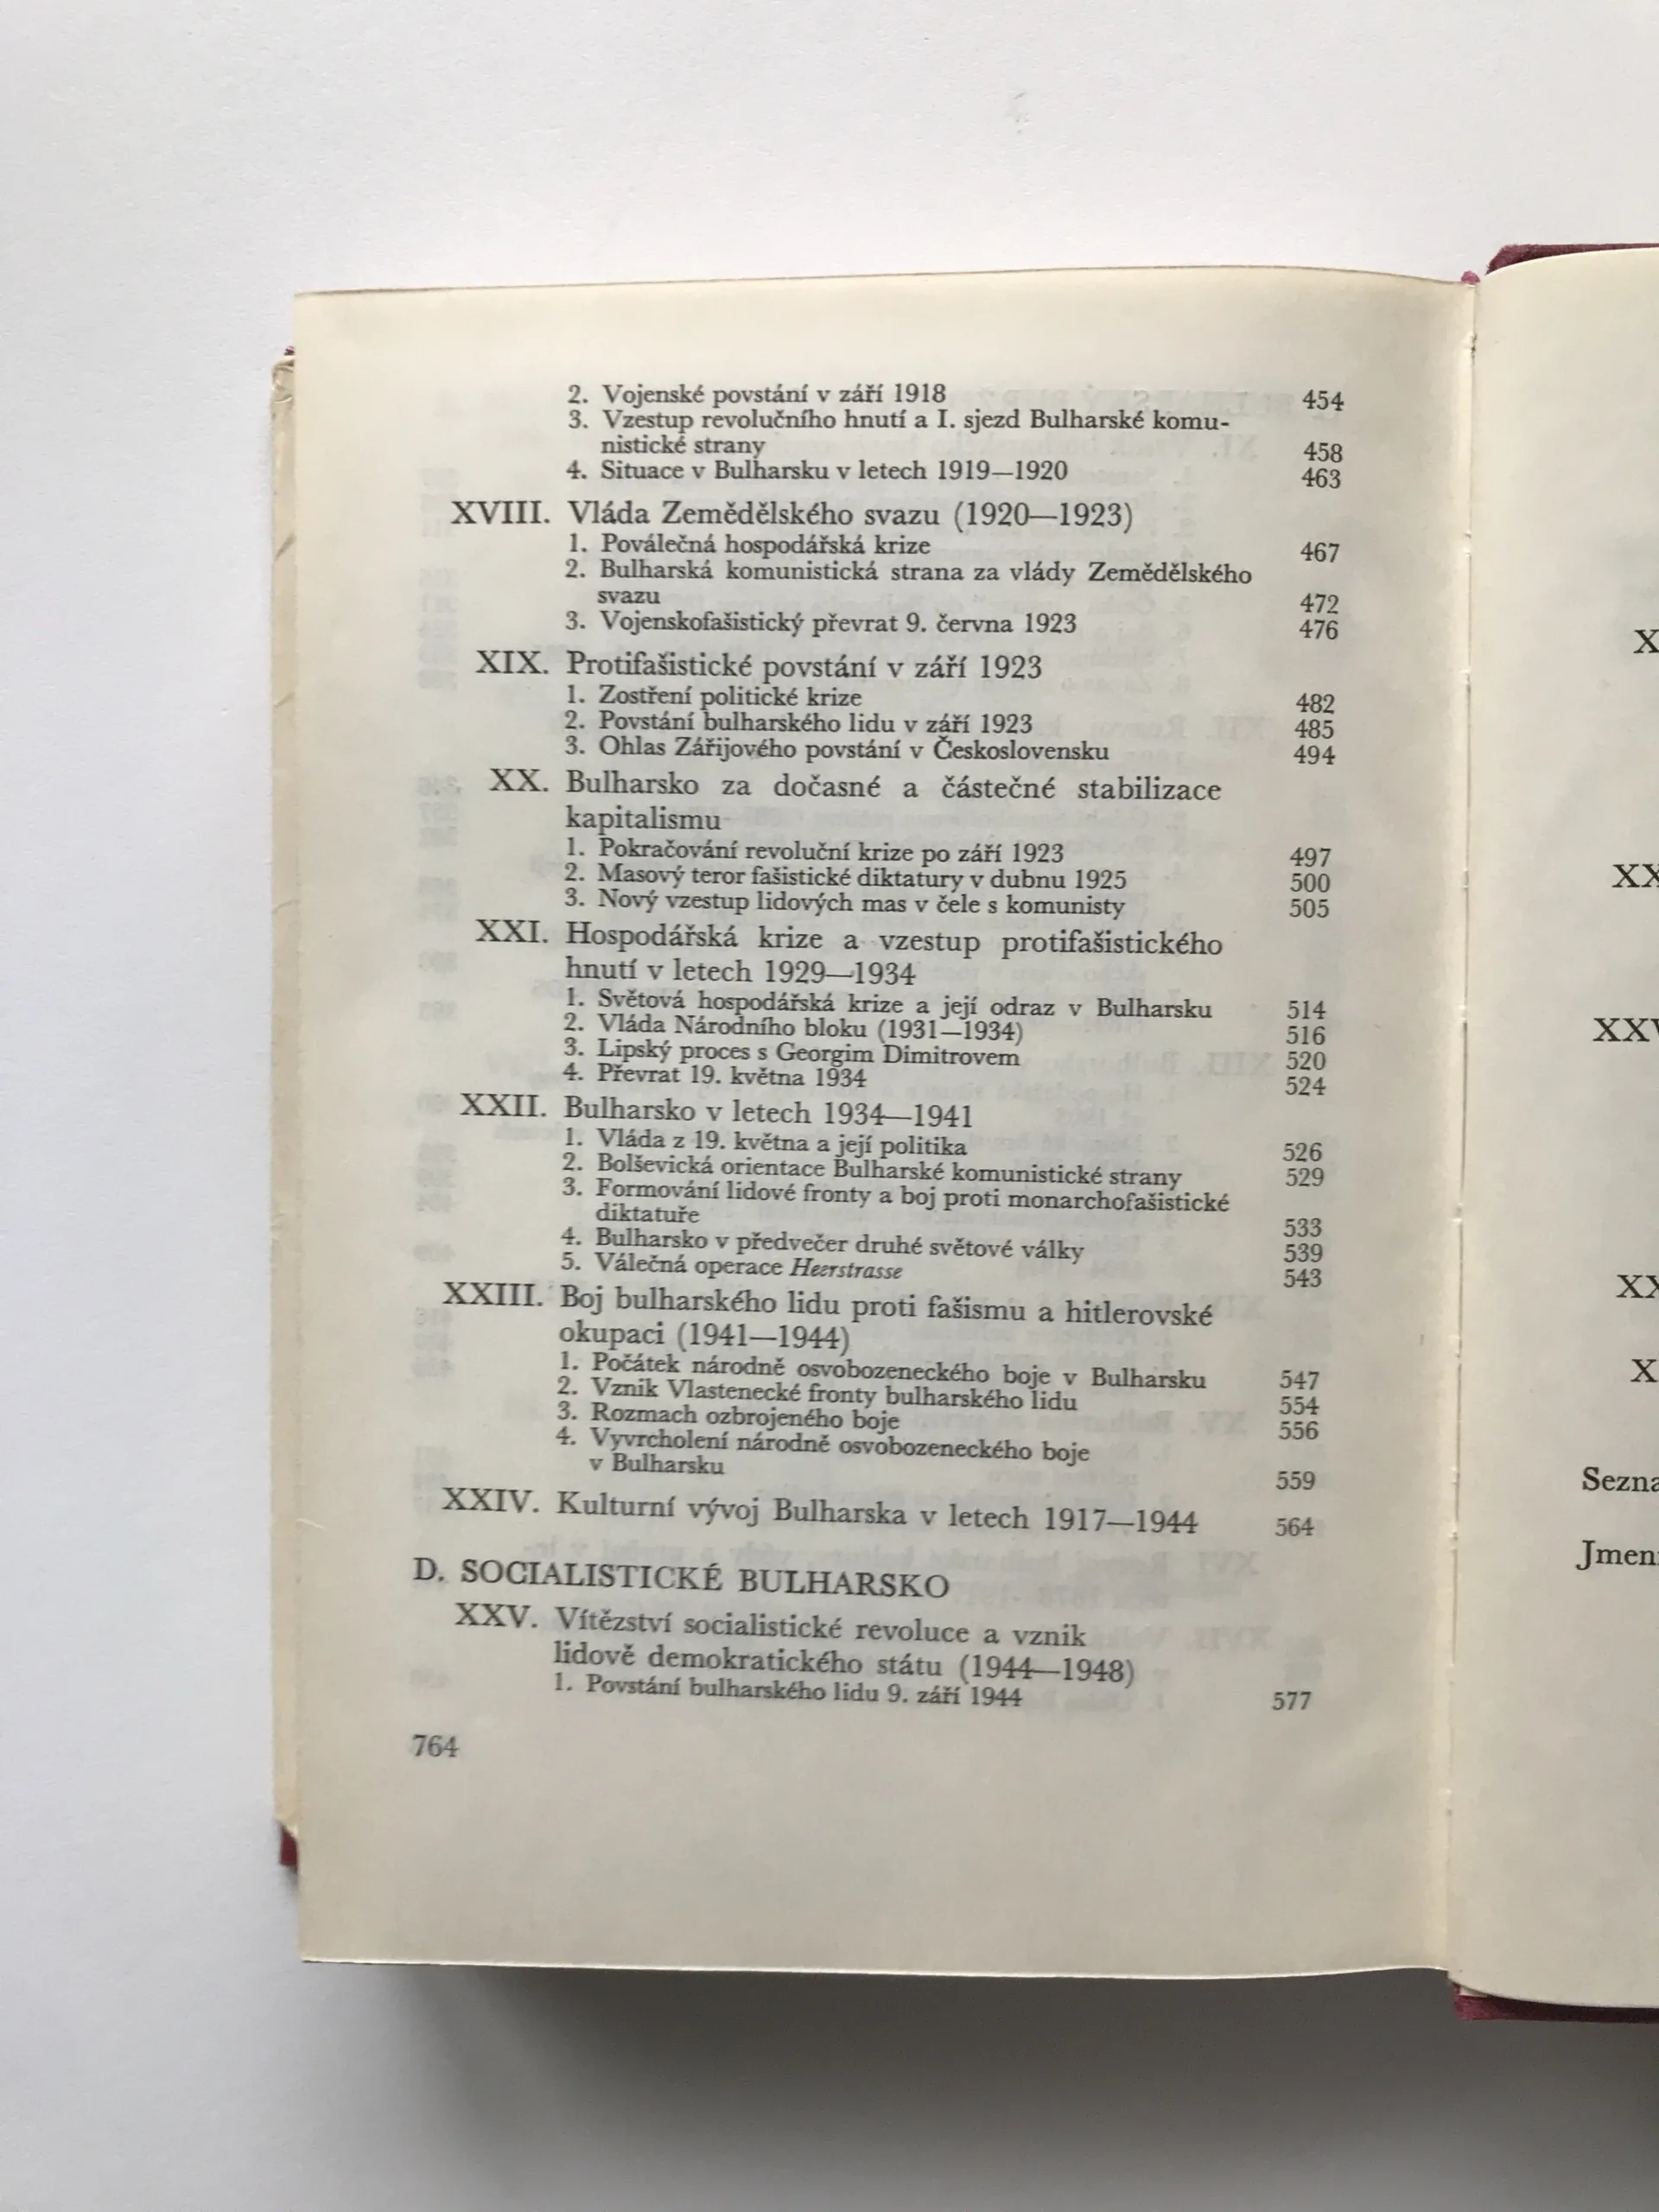 2. Vojenské povstání v září 1918 454
3. Vzestup revolučního hnutí a I. sjezd Bulharské komu-
nistické strany 458
4. Situace v Bulharsku v letech 1919—1920 463
XVIII. Vláda Zemědělského svazu (1920—1923)
1. Poválečná hospodářská krize 467
2. Bulharská komunistická strana za vlády Zemědělského
svazu 472
3. Vojenskofašistický převrat 9. června 1923 476
XIX. Protifašistické povstání v září 1923
1. Zostření politické krize 482
2. Povstání bulharského lidu v září 1923 485
3. Ohlas Zářijového povstání v Československu 494
XX. Bulharsko za dočasné a částečné stabilizace
kapitalismu
1. Pokračování revoluční krize po září 1923 497
2. Masový teror fašistické diktatury v dubnu 1925 500
3. Nový vzestup lidových mas v čele s komunisty 505
XXI. Hospodářská krize a vzestup protifašistického
hnutí v letech 1929—1934
1. Světová hospodářská krize a její odraz v Bulharsku 514
2. Vláda Národního bloku (1931—1934) 516
3. Lipský proces s Georgim Dimitrovem 520
4. Převrat 19. května 1934 524
XXII. Bulharsko v letech 1934—1941
1. Vláda z 19. května a její politika 526
2. Bolševická orientace Bulharské komunistické strany 529
3. Formování lidové fronty a boj proti monarchofašistické
diktatuře 533
4. Bulharsko v předvečer druhé světové války 539
5. Válečná operace Heerstrasse 543
XXIII. Boj bulharského lidu proti fašismu a hitlerovské
okupaci (1941—1944)
1. Počátek národně osvobozeneckého boje v Bulharsku 547
2. Vznik Vlastenecké fronty bulharského lidu 554
3. Rozmach ozbrojeného boje 556
4. Vyvrcholení národně osvobozeneckého boje
v Bulharsku 559
XXIV. Kulturní vývoj Bulharska v letech 1917—1944 564
D. SOCIALISTICKÉ BULHARSKO
XXV. Vítězství socialistické revoluce a vznik
lidově demokratického státu (1944—1948)
1. Povstání bulharského lidu 9. září 1944 577
764
X
XX
XXV
XX
X
Sezna
Jmen